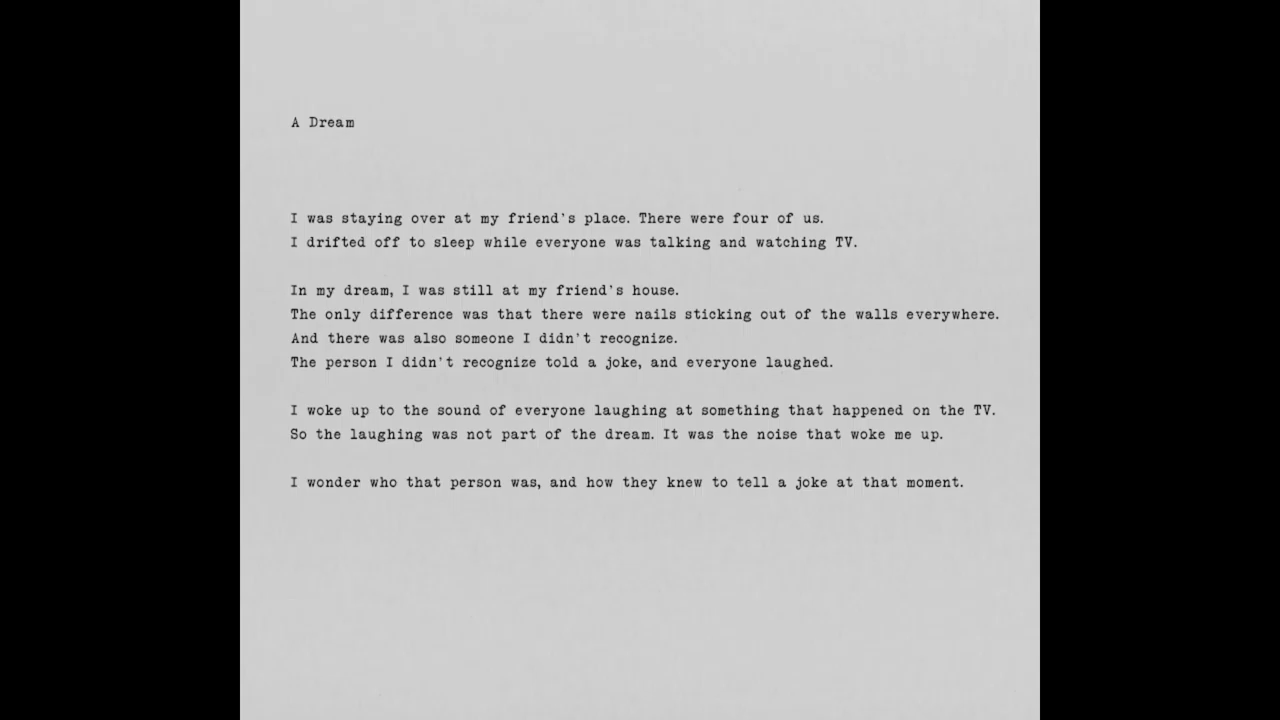 A Dream
I was staying over at my friend's place. There were four of us.
I drifted off to sleep while everyone was talking and watching TV.
In my dream, I was still at my friend's house.
The only difference was that there were nails sticking out of the walls everywhere.
And there was also someone I didn't recognize.
The person I didn't recognize told a joke, and everyone laughed.
I woke up to the sound of everyone laughing at something that happened on the TV.
So the laughing was not part of the dream. It was the noise that woke me up.
I wonder who that person was, and how they knew to tell a joke at that moment.